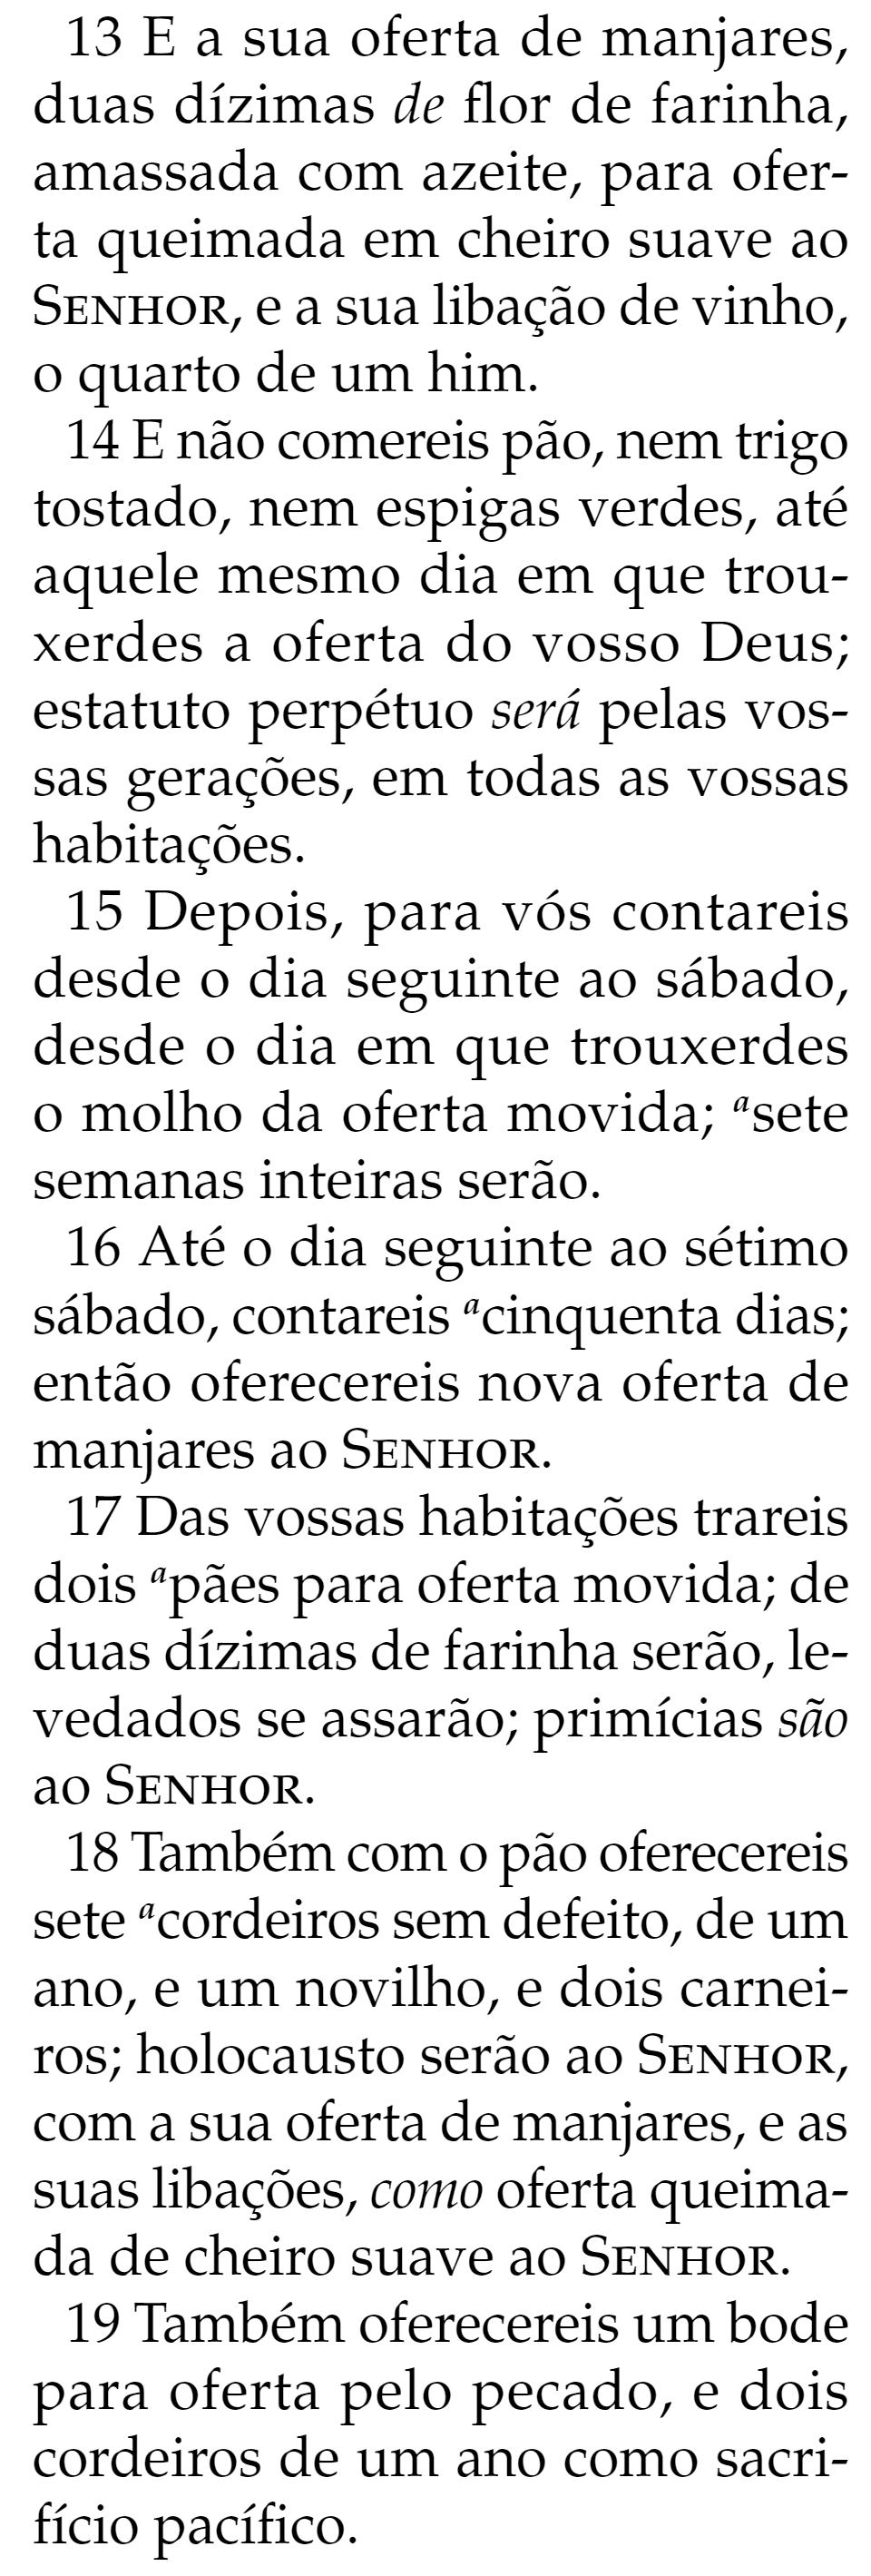 13 E a sua oferta de manjares,
duas dízimas de flor de farinha,
amassada com azeite, para ofer-
ta queimada em cheiro suave ao
SENHOR, e a sua libação de vinho,
o quarto de um him.
14 E não comereis pão, nem trigo
tostado, nem espigas verdes, até
aquele mesmo dia em que trou-
xerdes a oferta do vosso Deus;
estatuto perpétuo será pelas vos-
sas gerações, em todas as vossas
habitações.
15 Depois, para vós contareis
desde o dia seguinte ao sábado,
desde o dia em que trouxerdes
o molho da oferta movida; ᵃsete
semanas inteiras serão.
16 Até o dia seguinte ao sétimo
sábado, contareis ᵃcinquenta dias;
então oferecereis nova oferta de
manjares ao SENHOR.
17 Das vossas habitações trareis
dois ᵃpães para oferta movida; de
duas dízimas de farinha serão, le-
vedados se assarão; primícias são
ao SENHOR.
18 Também com o pão oferecereis
sete ᵃcordeiros sem defeito, de um
ano, e um novilho, e dois carnei-
ros; holocausto serão ao SENHOR,
com a sua oferta de manjares, e as
suas libações, como oferta queima-
da de cheiro suave ao SENHOR.
19 Também oferecereis um bode
para oferta pelo pecado, e dois
cordeiros de um ano como sacri-
fício pacífico.